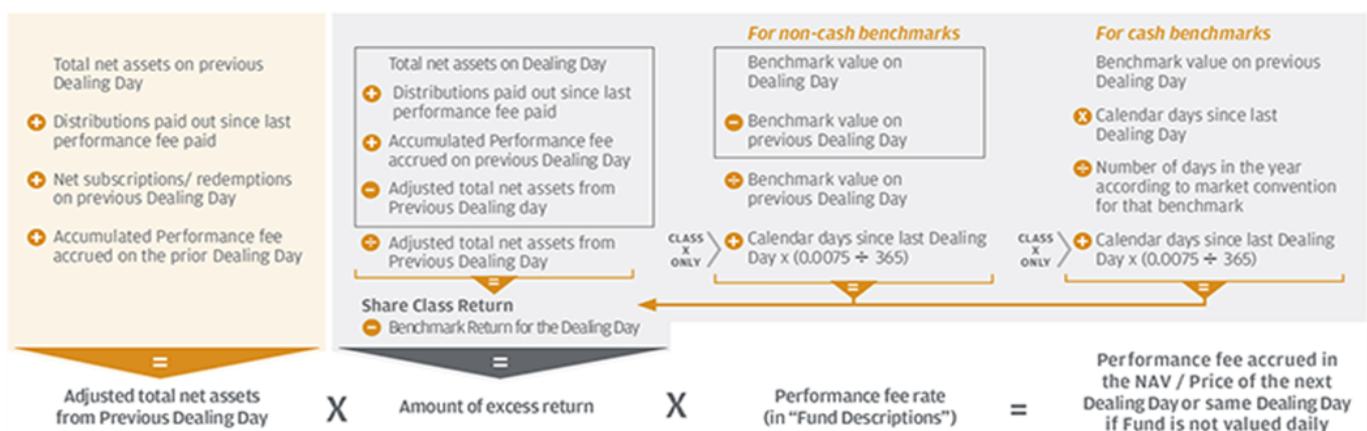 Total net assets on previous
Dealing Day
+ Distributions paid out since last
performance fee paid
+ Net subscriptions/ redemptions
on previous Dealing Day
+ Accumulated Performance fee
accrued on the prior Dealing Day
=
Adjusted total net assets
from Previous Dealing Day
X
Total net assets on Dealing Day
+ Distributions paid out since last
performance fee paid
+ Accumulated Performance fee
accrued on previous Dealing Day
− Adjusted total net assets from
Previous Dealing day
÷ Adjusted total net assets from
Previous Dealing Day
=
Share Class Return
− Benchmark Return for the Dealing Day
=
Amount of excess return
X
For non-cash benchmarks
Benchmark value on
Dealing Day
− Benchmark value on
previous Dealing Day
÷ Benchmark value on
previous Dealing Day
CLASS
X
ONLY
+ Calendar days since last Dealing
Day x (0.0075 ÷ 365)
=
For cash benchmarks
Benchmark value on previous
Dealing Day
x Calendar days since last
Dealing Day
÷ Number of days in the year
according to market convention
for that benchmark
CLASS
X
ONLY
+ Calendar days since last Dealing
Day x (0.0075 ÷ 365)
=
Performance fee rate
(in “Fund Descriptions”)
=
Performance fee accrued in
the NAV / Price of the next
Dealing Day or same Dealing Day
if Fund is not valued daily